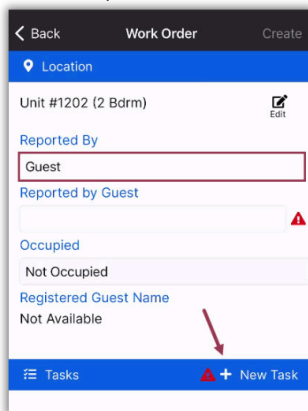 Back Work Order Create
Location
Unit #1202 (2 Bdrm)
Edit
Reported By
Guest
Reported by Guest
Occupied
Not Occupied
Registered Guest Name
Not Available
Tasks + New Task